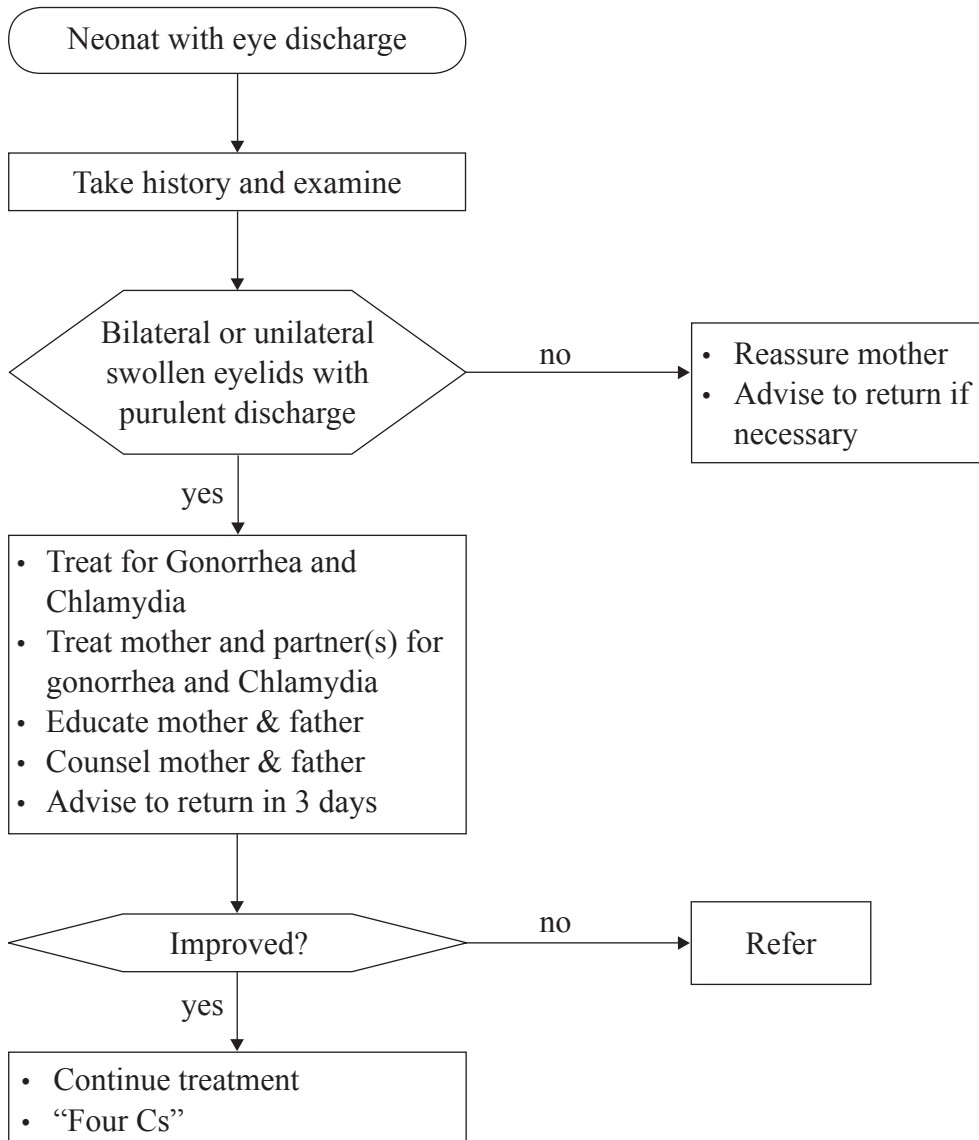 Neonat with eye discharge
Take history and examine
Bilateral or unilateral
swollen eyelids with
purulent discharge
no
• Reassure mother
• Advise to return if
necessary
yes
• Treat for Gonorrhea and
Chlamydia
• Treat mother and partner(s) for
gonorrhea and Chlamydia
• Educate mother & father
• Counsel mother & father
• Advise to return in 3 days
Improved?
no
Refer
yes
• Continue treatment
• “Four Cs”